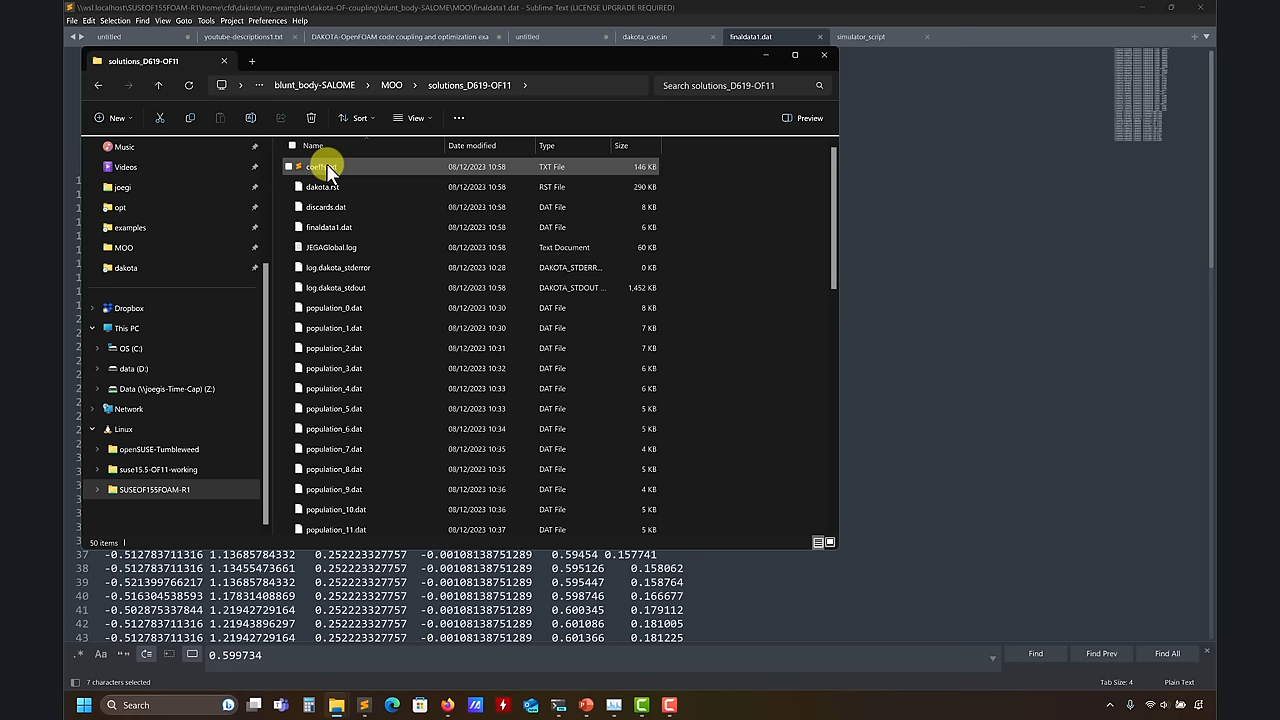 \\wsl.localhost\SUSEOF155FOAM-R1\home\cfd\dakota\my_examples\dakota-OF-coupling\blunt_body-SALOME\MOO\finaldata1.dat - Sublime Text (LICENSE UPGRADE REQUIRED)
File Edit Selection Find View Goto Tools Project Preferences Help
untitled youtube-descriptions1.txt DAKOTA-OpenFOAM code coupling and optimization exa untitled dakota_case.in finaldata1.dat simulator_script
solutions_D619-OF11
blunt_body-SALOME MOO solutions_D619-OF11 Search solutions_D619-OF11
New Sort View Preview
Name Date modified Type Size
Music
Videos
joegi
opt
examples
MOO
dakota
Dropbox
This PC
OS (C:)
data (D:)
Data (\\joegis-Time-Cap) (Z:)
Network
Linux
openSUSE-Tumbleweed
suse15.5-OF11-working
SUSEOF155FOAM-R1
08/12/2023 10:58 TXT File 146 KB
dakota.rst 08/12/2023 10:58 RST File 290 KB
discards.dat 08/12/2023 10:58 DAT File 8 KB
finaldata1.dat 08/12/2023 10:58 DAT File 6 KB
JEGAGlobal.log 08/12/2023 10:58 Text Document 60 KB
log.dakota_stderror 08/12/2023 10:28 DAKOTA_STDERR... 0 KB
log.dakota_stdout 08/12/2023 10:58 DAKOTA_STDOUT ... 1,452 KB
population_0.dat 08/12/2023 10:30 DAT File 8 KB
population_1.dat 08/12/2023 10:30 DAT File 7 KB
population_2.dat 08/12/2023 10:31 DAT File 7 KB
population_3.dat 08/12/2023 10:32 DAT File 6 KB
population_4.dat 08/12/2023 10:33 DAT File 6 KB
population_5.dat 08/12/2023 10:33 DAT File 5 KB
population_6.dat 08/12/2023 10:34 DAT File 5 KB
population_7.dat 08/12/2023 10:35 DAT File 4 KB
population_8.dat 08/12/2023 10:35 DAT File 5 KB
population_9.dat 08/12/2023 10:36 DAT File 4 KB
population_10.dat 08/12/2023 10:36 DAT File 5 KB
population_11.dat 08/12/2023 10:37 DAT File 5 KB
50 items
37 -0.512783711316 1.13685784332 0.252223327757 -0.00108138751289 0.59454 0.157741
38 -0.512783711316 1.13455473661 0.252223327757 -0.00108138751289 0.595126 0.158062
39 -0.521399766217 1.13685784332 0.252223327757 -0.00108138751289 0.595447 0.158764
40 -0.516304538593 1.17831408869 0.252223327757 -0.00108138751289 0.598746 0.166677
41 -0.502875337844 1.21942729164 0.252223327757 -0.00108138751289 0.600345 0.179112
42 -0.512783711316 1.21943896297 0.252223327757 -0.00108138751289 0.601086 0.181005
43 -0.512783711316 1.21942729164 0.252223327757 -0.00108138751289 0.601366 0.181225
.* Aa 0.599734 Find Find Prev Find All
7 characters selected Tab Size: 4 Plain Text
Search